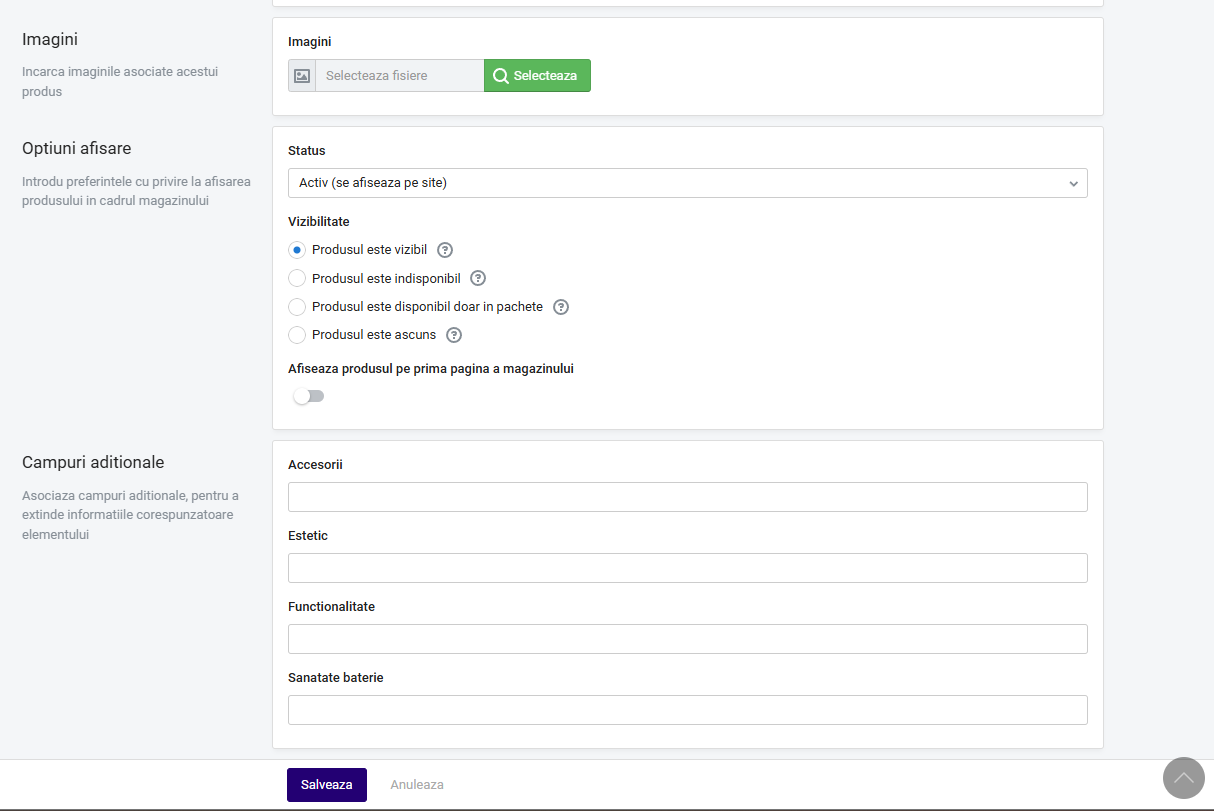 Imagini
Incarca imaginile asociate acestui
produs
Imagini
Selecteaza fisiere
Selecteaza
Optiuni afisare
Introdu preferintele cu privire la afisarea
produsului in cadrul magazinului
Status
Activ (se afiseaza pe site)
Vizibilitate
Produsul este vizibil ?
Produsul este indisponibil ?
Produsul este disponibil doar in pachete ?
Produsul este ascuns ?
Afiseaza produsul pe prima pagina a magazinului
Campuri aditionale
Asociaza campuri aditionale, pentru a
extinde informatiile corespunzatoare
elementului
Accesorii
Estetic
Functionalitate
Sanatate baterie
Salveaza
Anuleaza